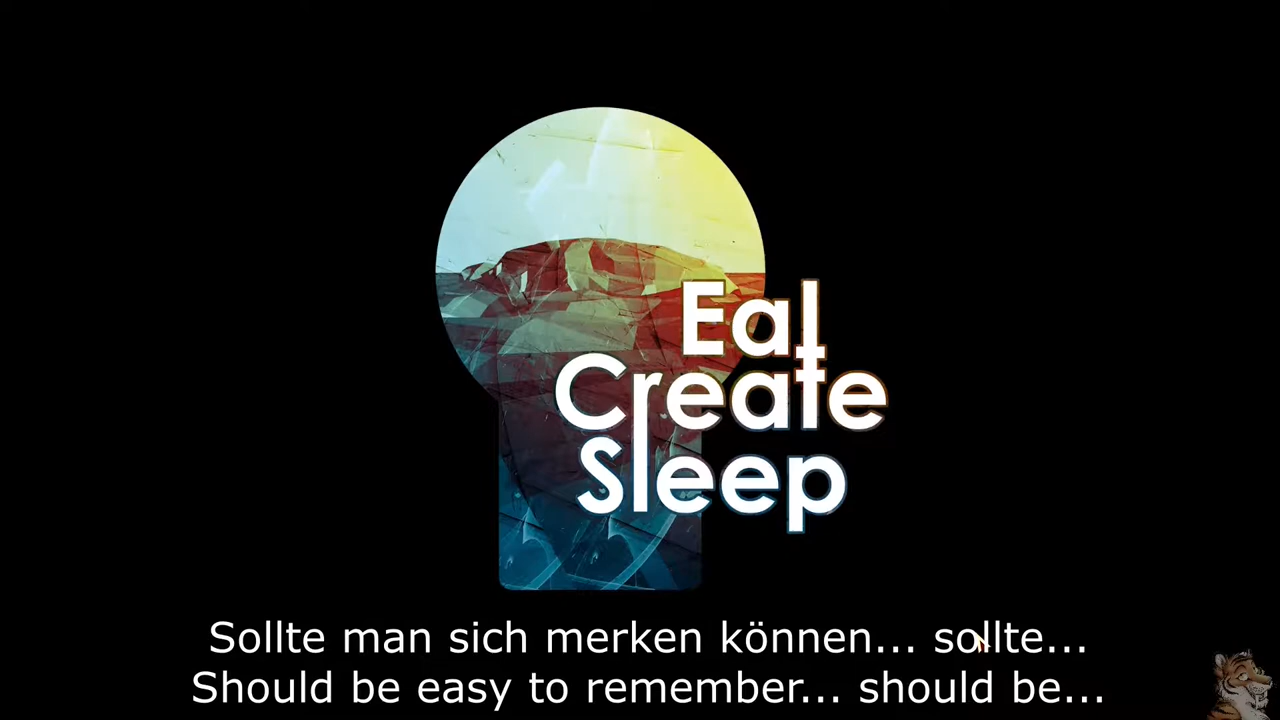 Eat
Create
Sleep
Sollte man sich merken können... sollte...
Should be easy to remember... should be...